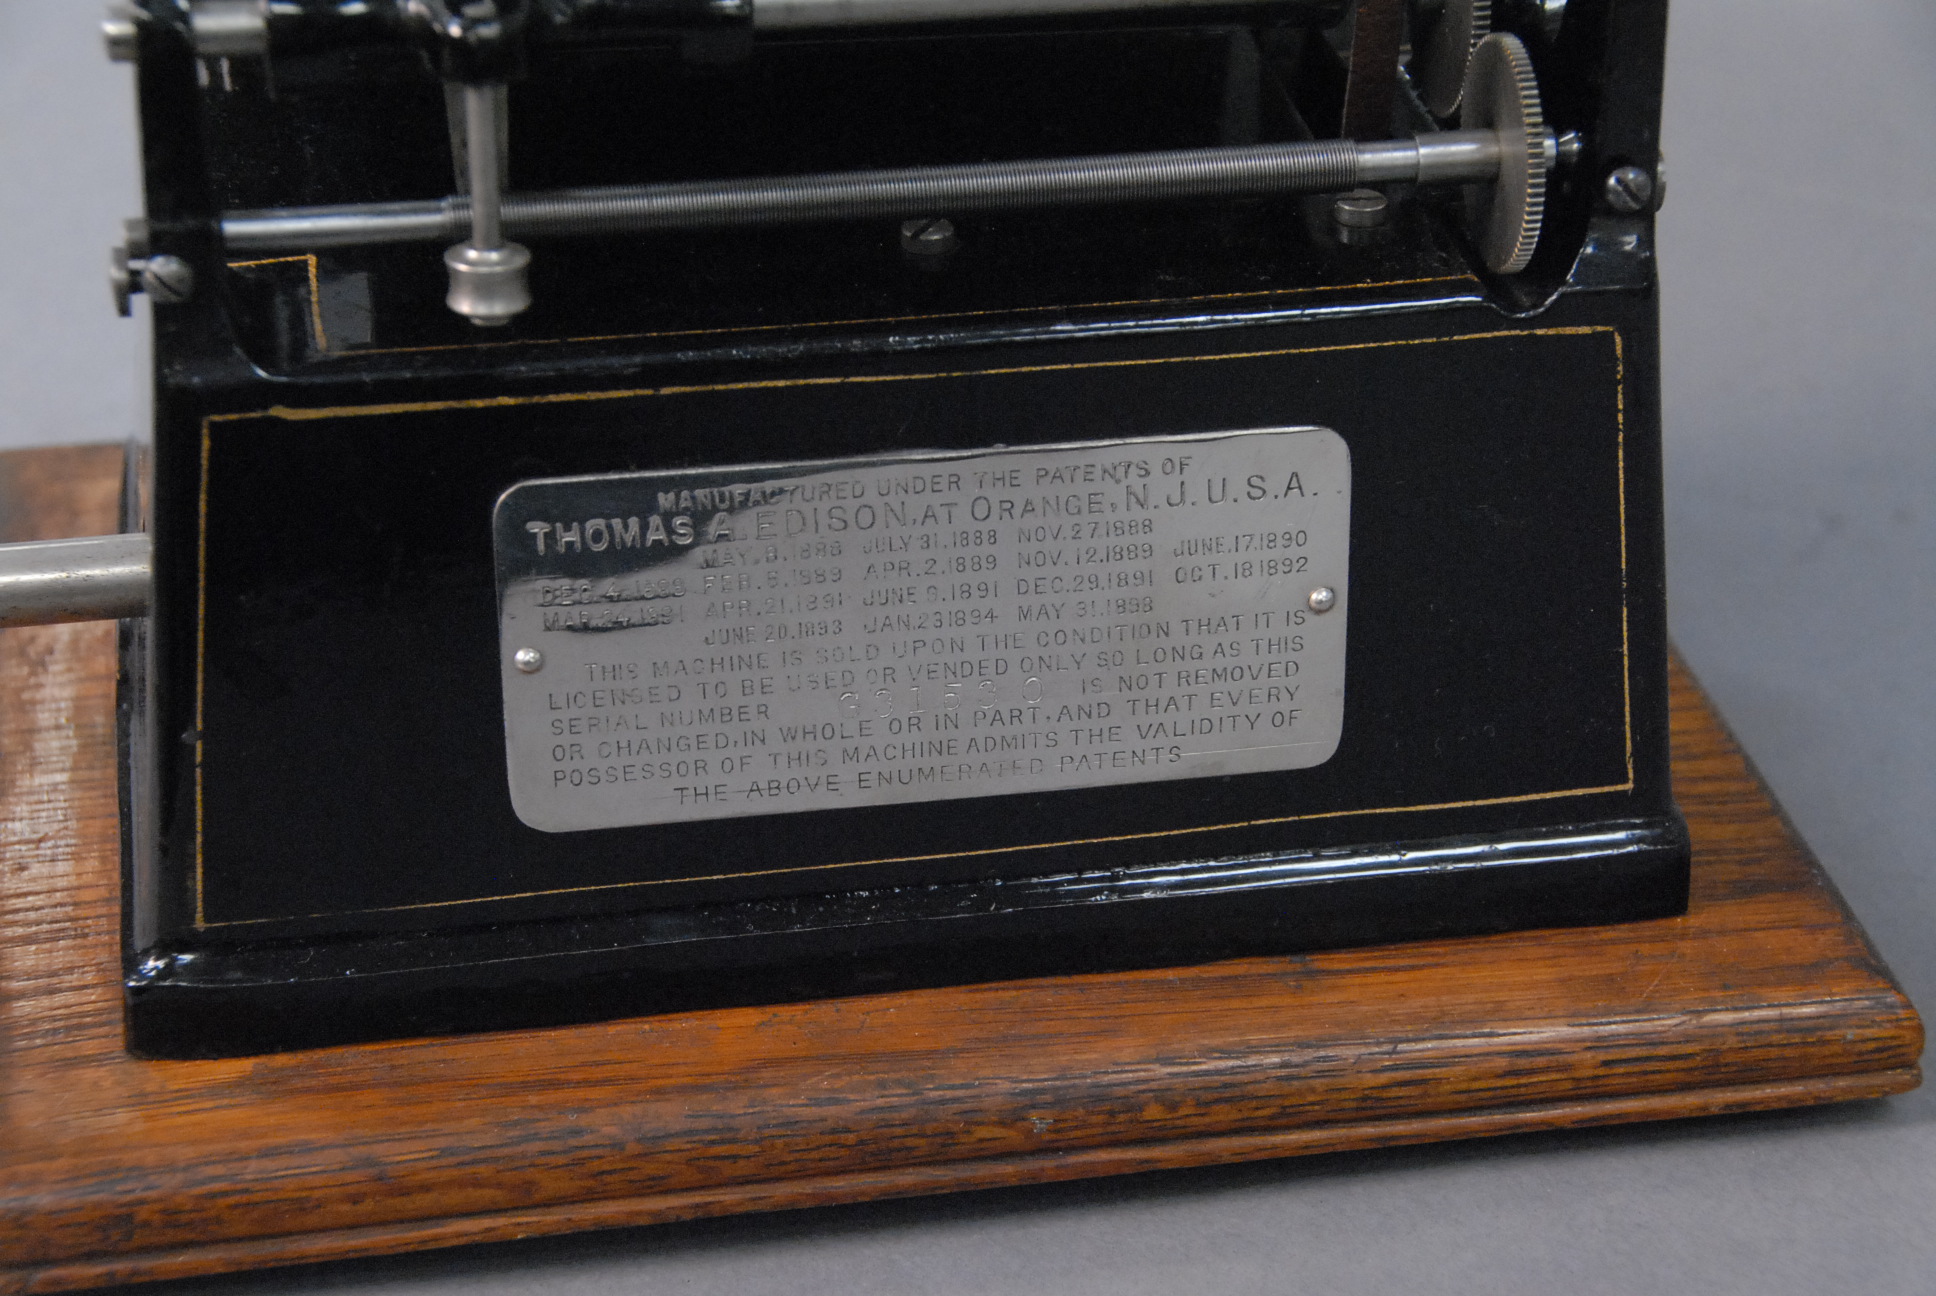 MANUFACTURED UNDER THE PATENTS OF
THOMAS A. EDISON, AT ORANGE, N.J.U.S.A.
MAY.8.1888 JULY 31.1888 NOV.27.1888
DEC.4.1888 FEB.5.1889 APR.2.1889 NOV.12.1889 JUNE.17.1890
MAR.24.1891 APR.21.1891 JUNE 9.1891 DEC.29.1891 OCT.18 1892
JUNE 20.1893 JAN.23 1894 MAY 31.1898
THIS MACHINE IS SOLD UPON THE CONDITION THAT IT IS
LICENSED TO BE USED OR VENDED ONLY SO LONG AS THIS
SERIAL NUMBER G31530 IS NOT REMOVED
OR CHANGED, IN WHOLE OR IN PART, AND THAT EVERY
POSSESSOR OF THIS MACHINE ADMITS THE VALIDITY OF
THE ABOVE ENUMERATED PATENTS